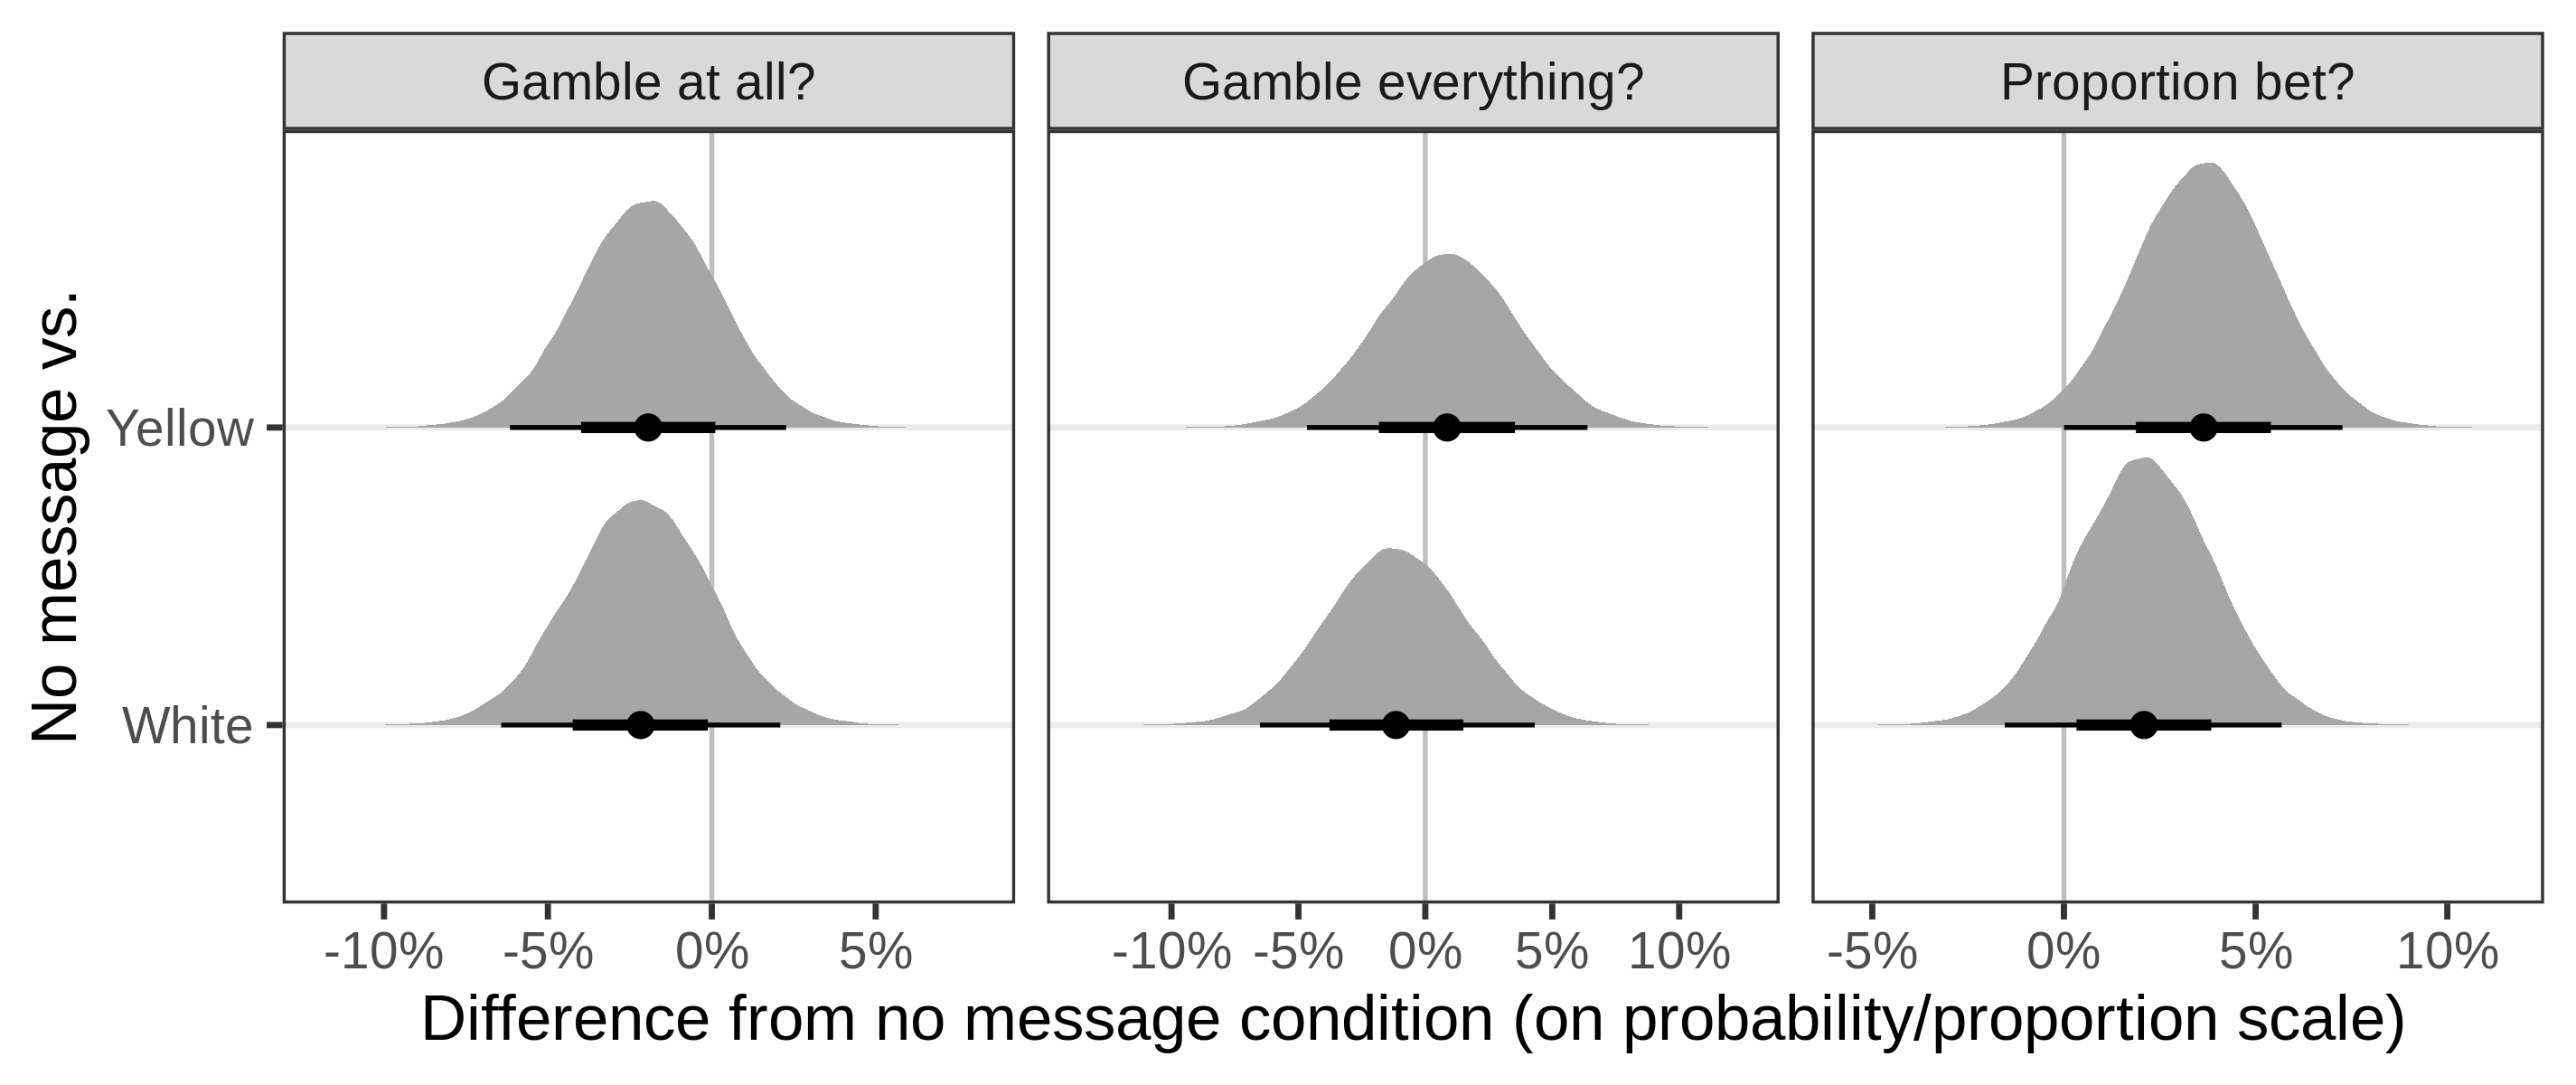 Gamble at all?
Gamble everything?
Proportion bet?
No message vs.
Yellow
White
-10% -5% 0% 5%
-10% -5% 0% 5% 10%
-5% 0% 5% 10%
Difference from no message condition (on probability/proportion scale)